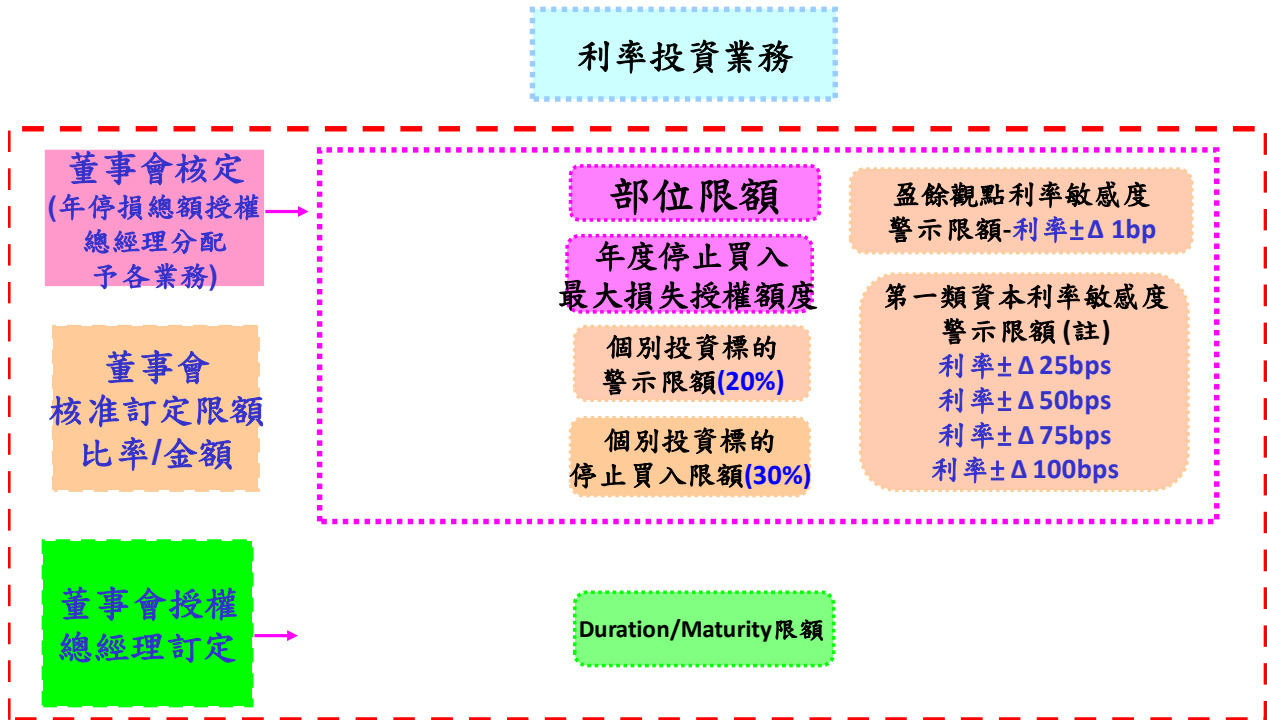 利率投資業務
董事會核定
(年停損總額授權
總經理分配
予各業務)
董事會
核准訂定限額
比率/金額
董事會授權
總經理訂定
部位限額
年度停止買入
最大損失授權額度
個別投資標的
警示限額(20%)
個別投資標的
停止買入限額(30%)
盈餘觀點利率敏感度
警示限額-利率±Δ 1bp
第一類資本利率敏感度
警示限額(註)
利率±Δ 25bps
利率±Δ 50bps
利率±Δ 75bps
利率±Δ 100bps
Duration/Maturity限額